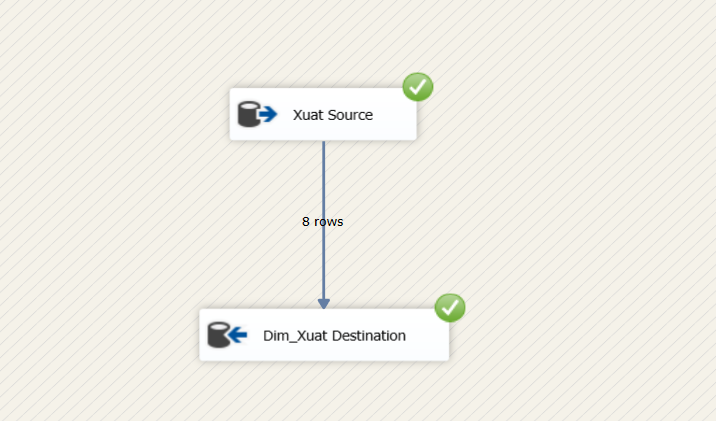 Xuat Source
8 rows
Dim_Xuat Destination